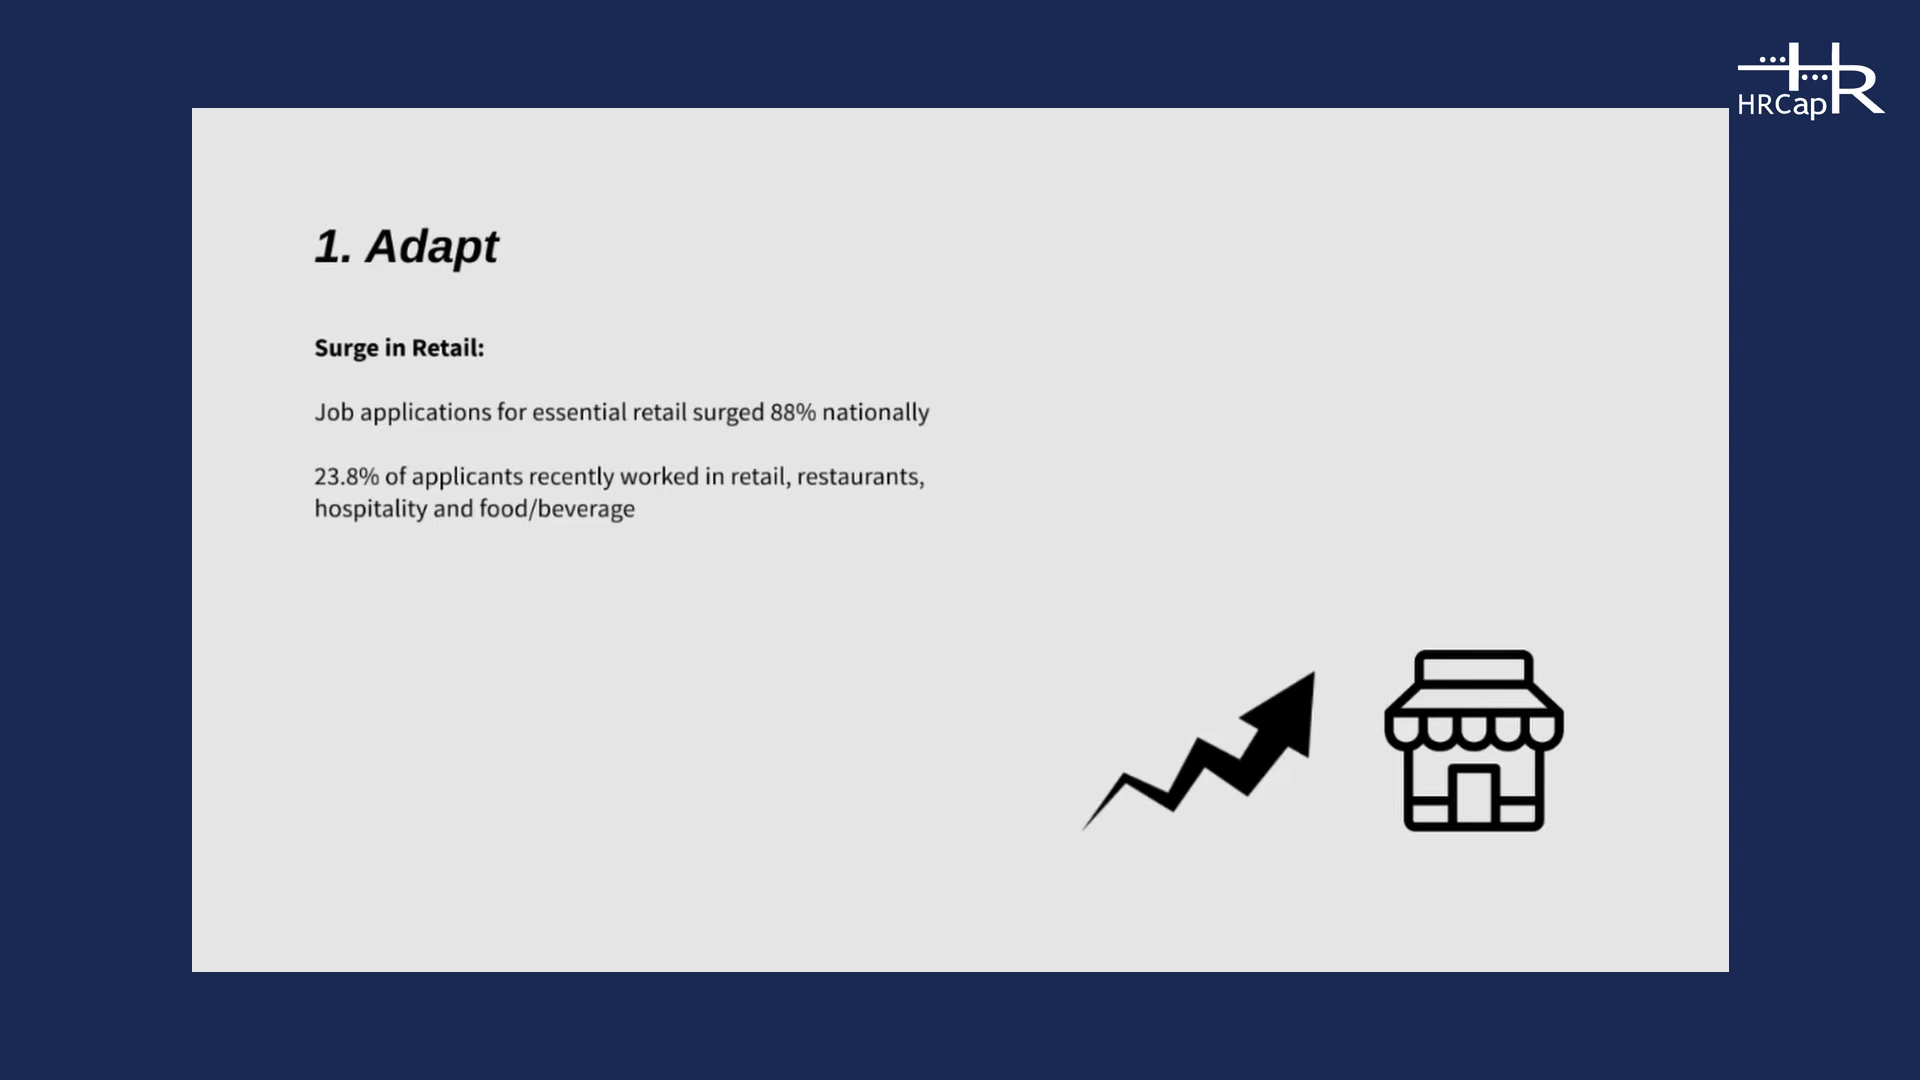 HR
HRCap
1. Adapt
Surge in Retail:
Job applications for essential retail surged 88% nationally
23.8% of applicants recently worked in retail, restaurants,
hospitality and food/beverage